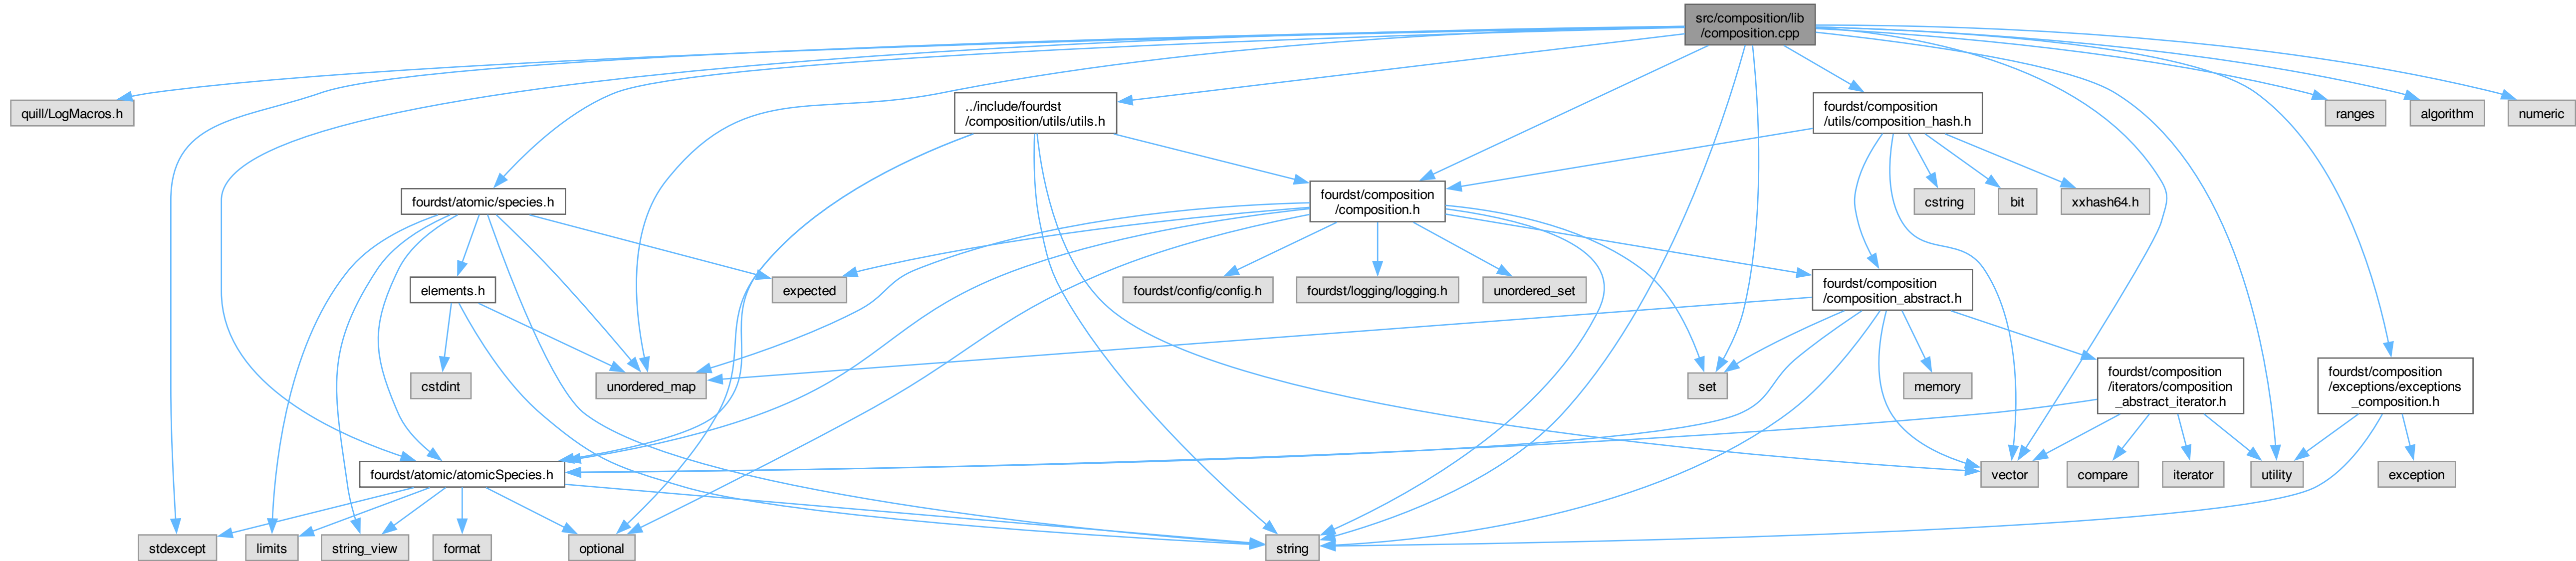 src/composition/lib
/composition.cpp
quill/LogMacros.h
../include/fourdst
/composition/utils/utils.h
fourdst/composition
/utils/composition_hash.h
ranges
algorithm
numeric
fourdst/atomic/species.h
fourdst/composition
/composition.h
cstring
bit
xxhash64.h
elements.h
expected
fourdst/config/config.h
fourdst/logging/logging.h
unordered_set
fourdst/composition
/composition_abstract.h
cstdint
unordered_map
set
memory
fourdst/composition
/iterators/composition
_abstract_iterator.h
fourdst/composition
/exceptions/exceptions
_composition.h
fourdst/atomic/atomicSpecies.h
vector
compare
iterator
utility
exception
stdexcept
limits
string_view
format
optional
string